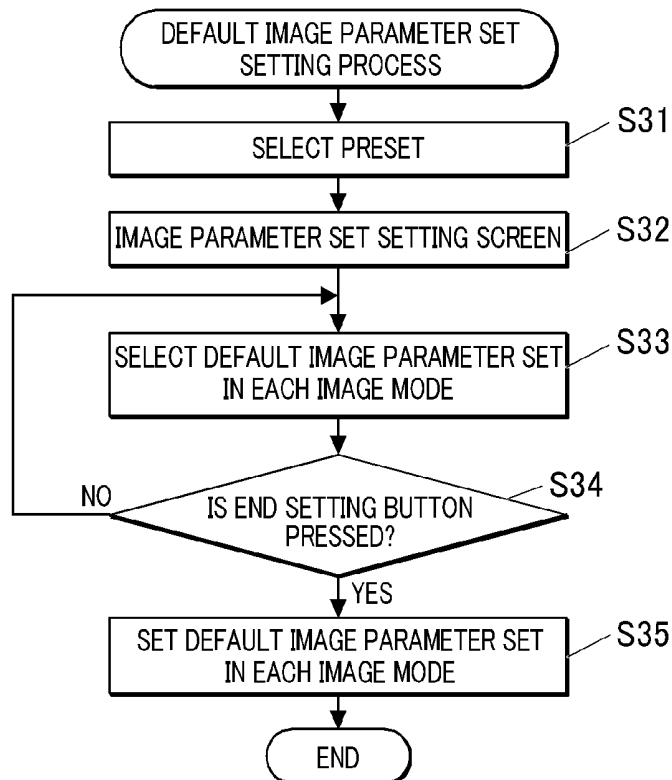 DEFAULT IMAGE PARAMETER SET
SETTING PROCESS
S31
SELECT PRESET
S32
IMAGE PARAMETER SET SETTING SCREEN
S33
SELECT DEFAULT IMAGE PARAMETER SET
IN EACH IMAGE MODE
S34
NO
IS END SETTING BUTTON
PRESSED?
YES
S35
SET DEFAULT IMAGE PARAMETER SET
IN EACH IMAGE MODE
END